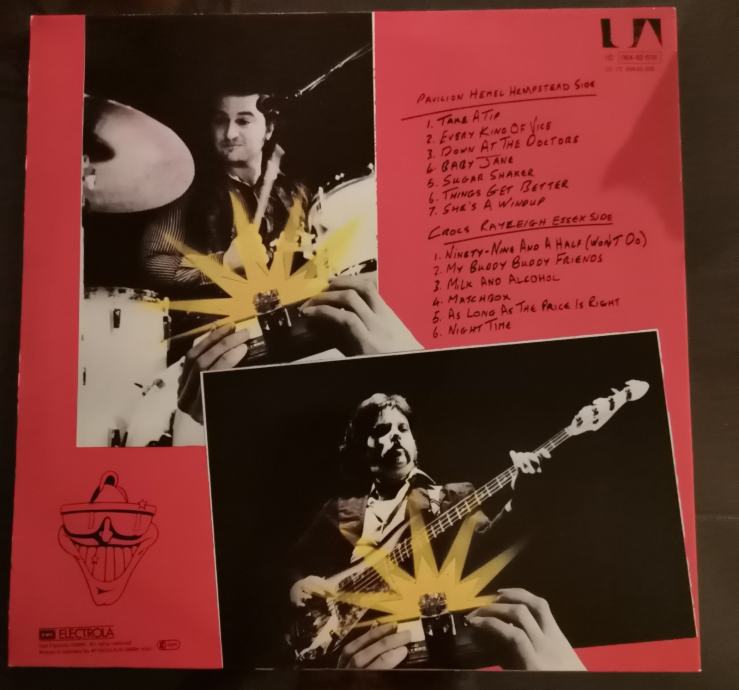 UA
PAVILION HEMEL HEMPSTEAD SIDE
1. TAKE A TIP
2. EVERY KIND OF VICE
3. DOWN AT THE DOCTORS
4. BABY JANE
5. SUGAR SHAKER
6. THINGS GET BETTER
7. SHE'S A WINDUP
CROCS RAYLEIGH ESSEX SIDE
1. NINETY-NINE AND A HALF (WON'T DO)
2. MY BUDDY BUDDY FRIENDS
3. MILK AND ALCOHOL
4. MATCHBOX
5. AS LONG AS THE PRICE IS RIGHT
6. NIGHT TIME
EMI ELECTROLA